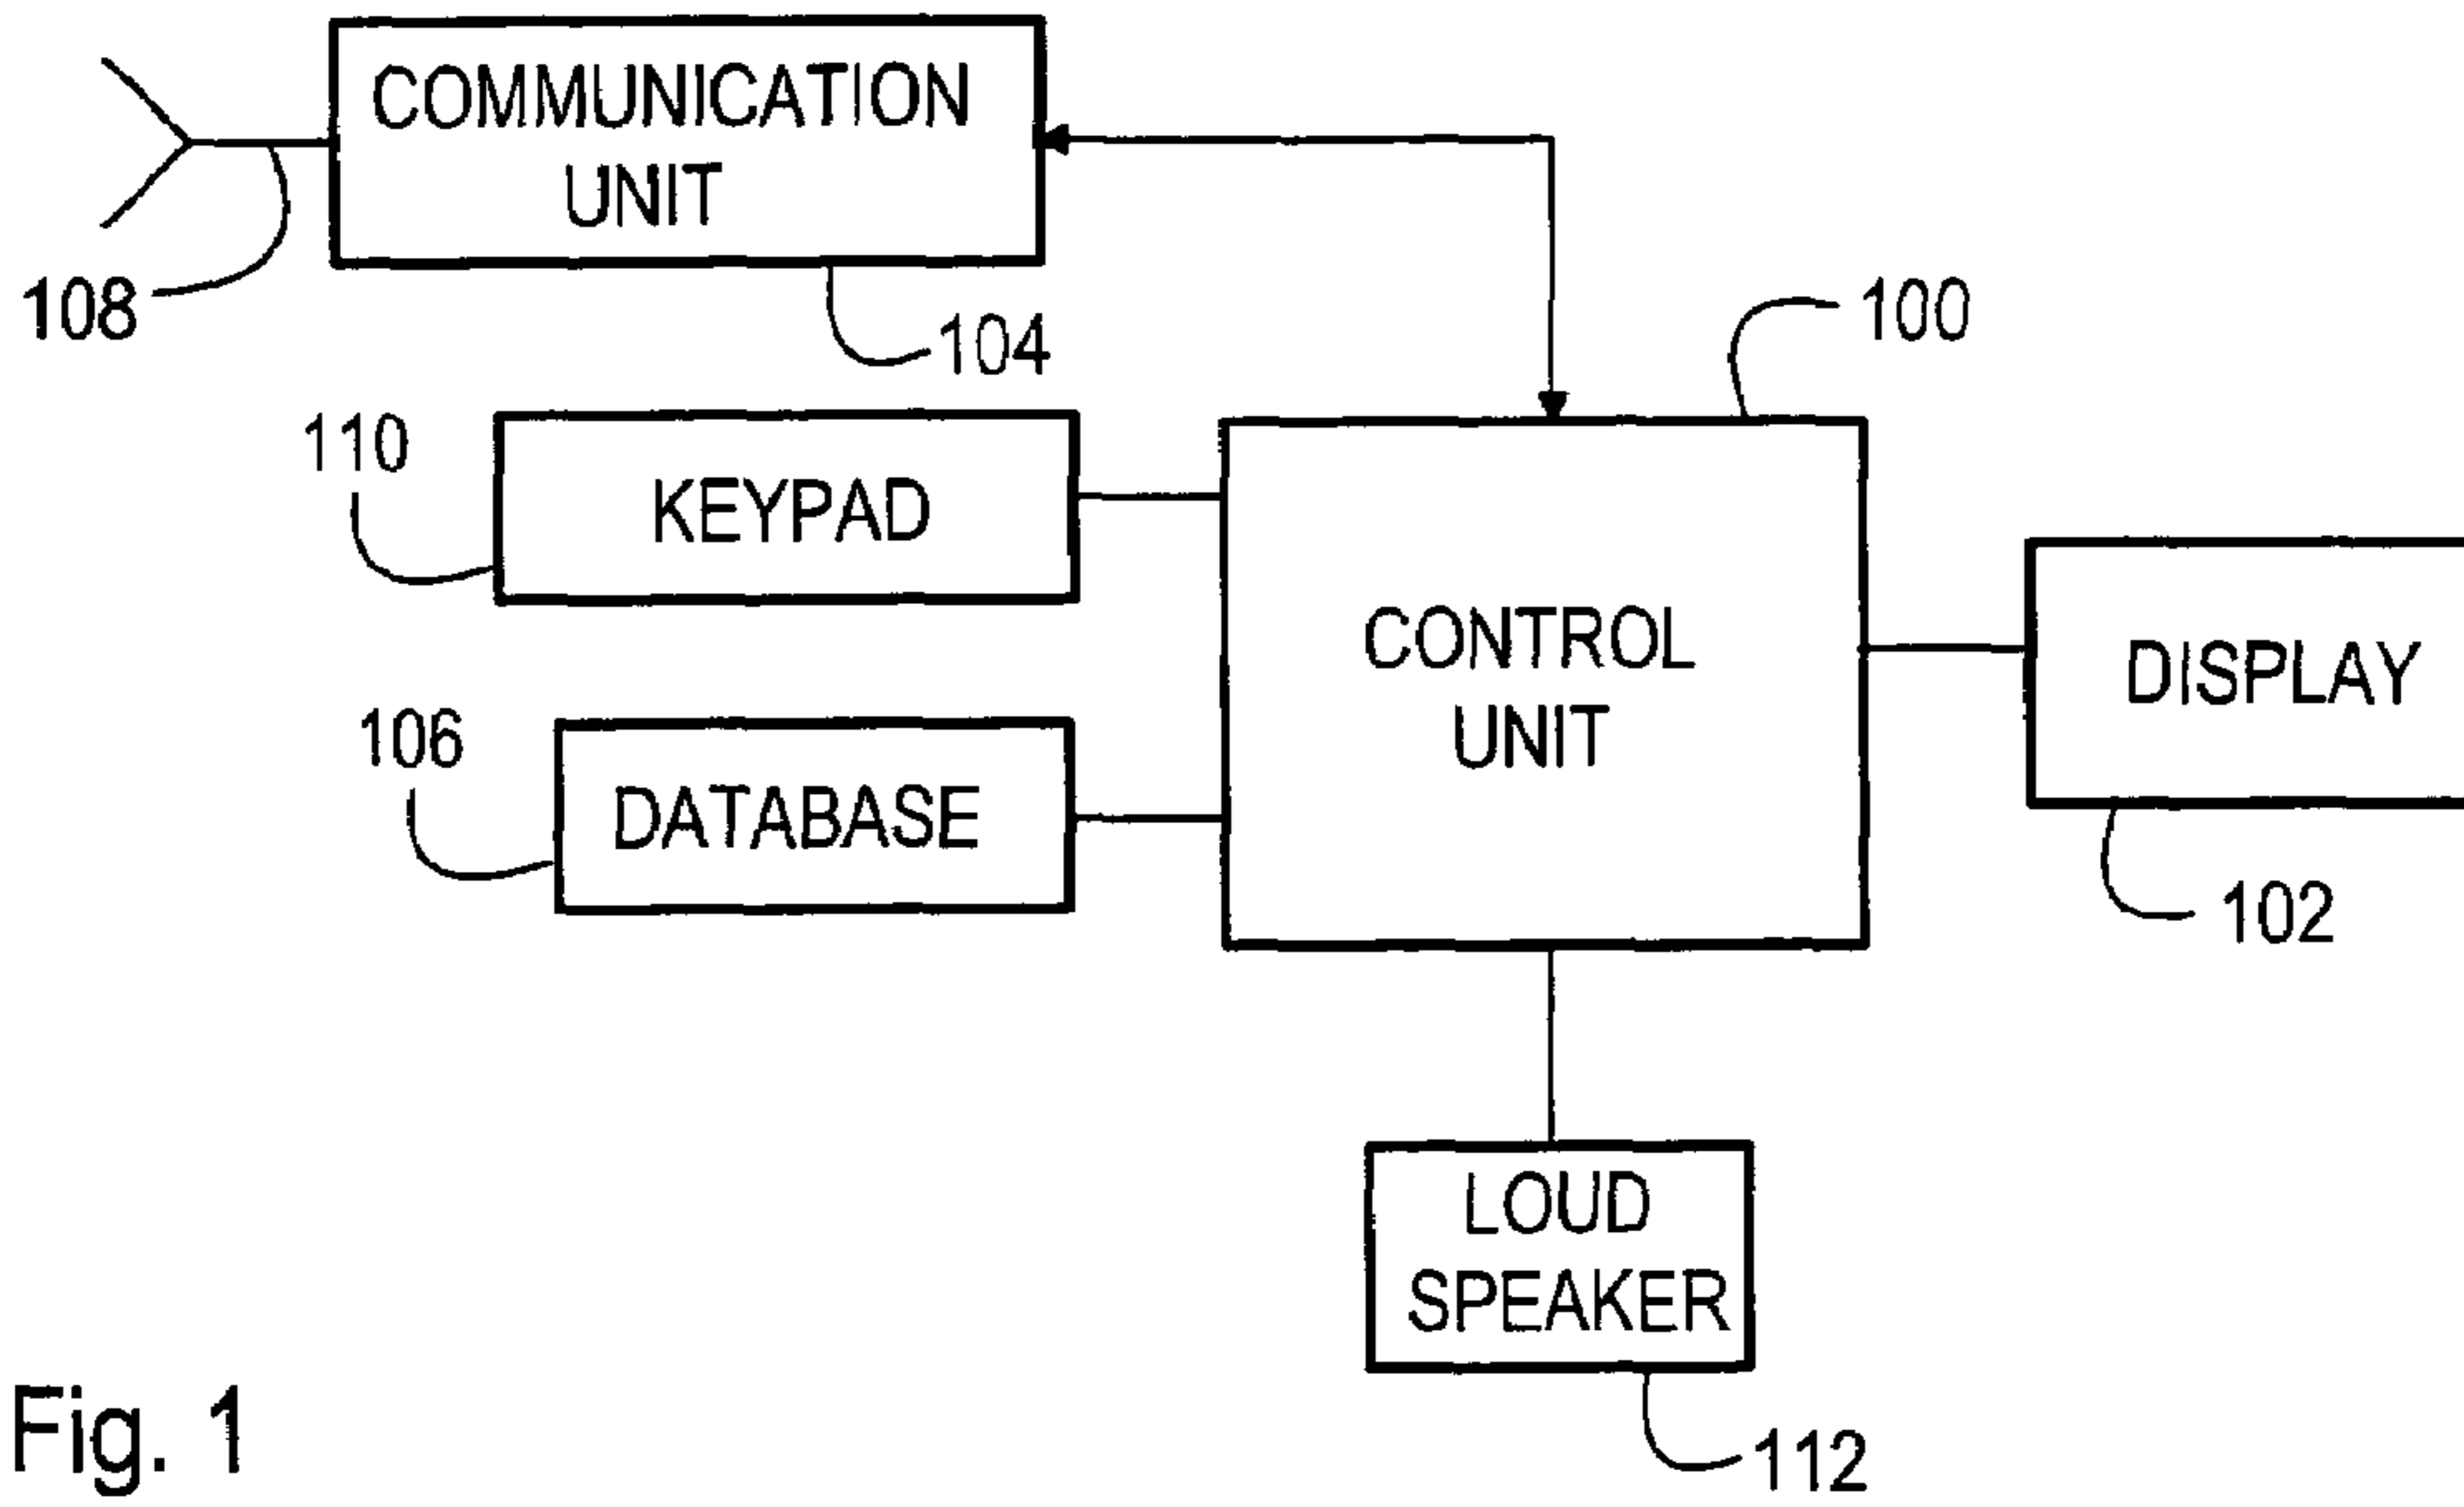 COMMUNICATION
UNIT
108
104
100
110
KEYPAD
CONTROL
UNIT
DISPLAY
106
DATABASE
102
LOUD
SPEAKER
112
Fig. 1